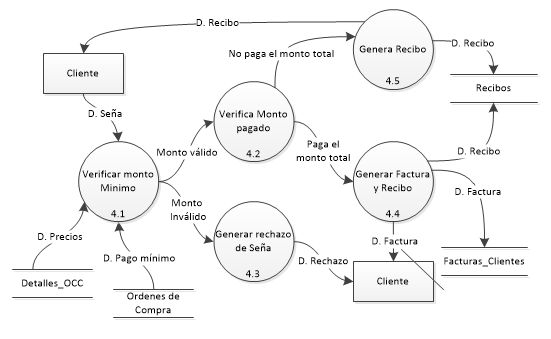 D. Recibo
Genera Recibo
4.5
No paga el monto total
D. Recibo
Cliente
Recibos
D. Seña
Verifica Monto
pagado
4.2
Paga el
monto total
D. Recibo
Monto válido
Verificar monto
Minimo
4.1
Generar Factura
y Recibo
4.4
D. Factura
Monto
Inválido
Generar rechazo
de Seña
4.3
D. Precios
D. Factura
D. Pago mínimo
D. Rechazo
Facturas_Clientes
Detalles_OCC
Cliente
Ordenes de
Compra